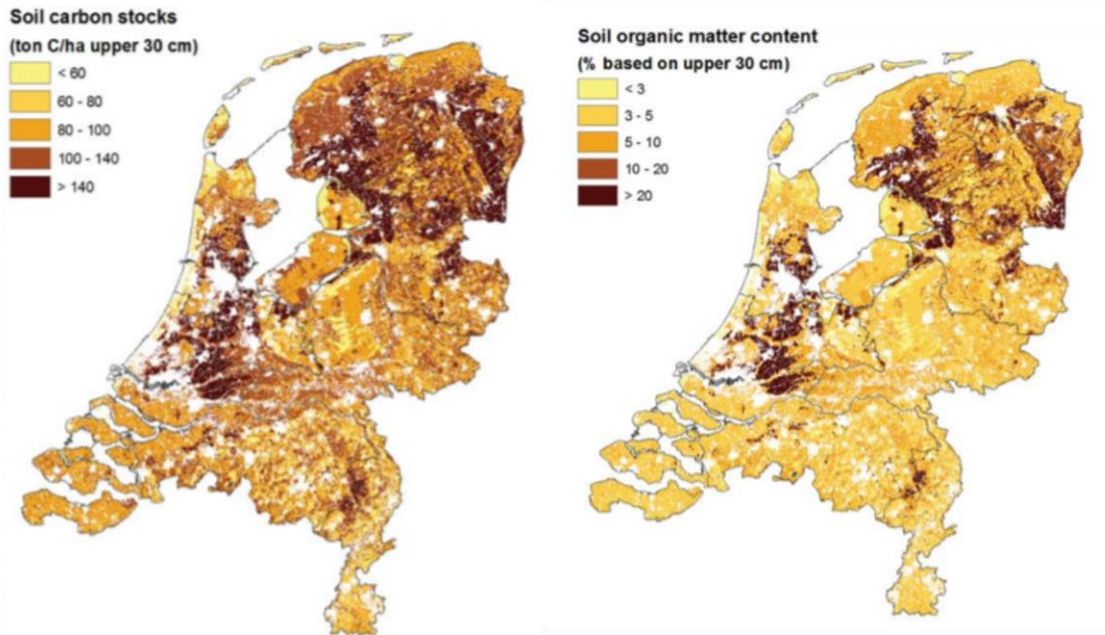 Soil carbon stocks
(ton C/ha upper 30 cm)
< 60
60 - 80
80 - 100
100 - 140
> 140
Soil organic matter content
(% based on upper 30 cm)
< 3
3 - 5
5 - 10
10 - 20
> 20